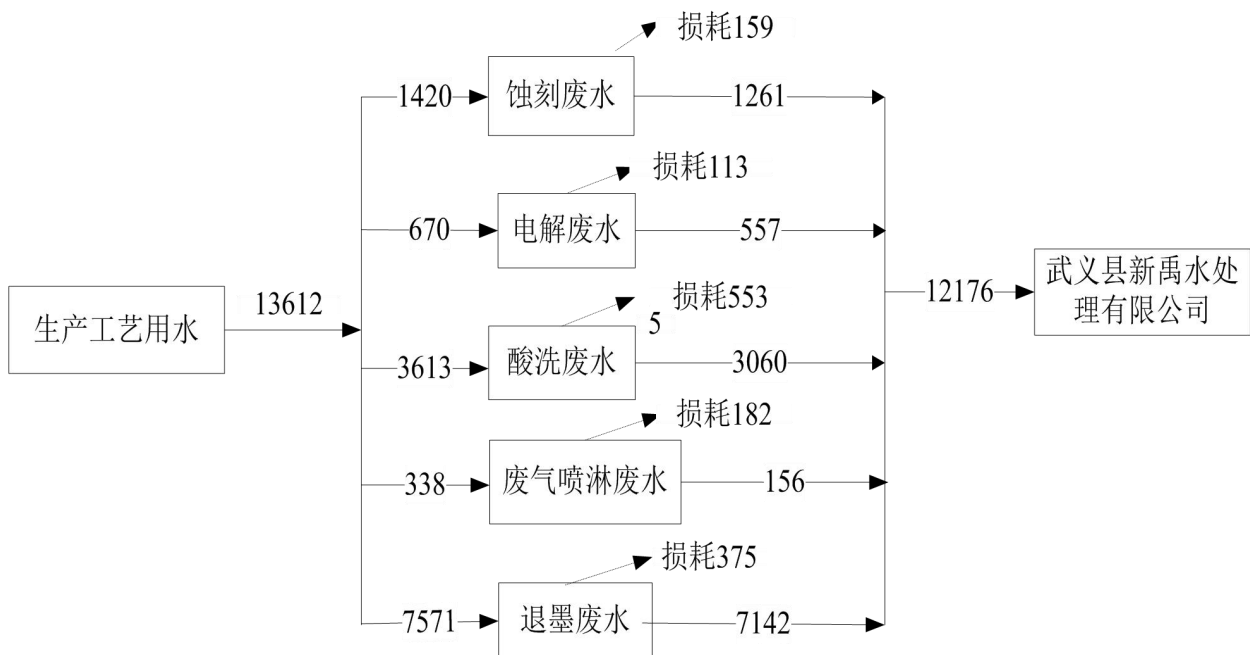 损耗159
1420
蚀刻废水
1261
损耗113
670
电解废水
557
生产工艺用水
13612
损耗553
5
3613
酸洗废水
3060
12176
武义县新禹水处
理有限公司
损耗182
338
废气喷淋废水
156
损耗375
7571
退墨废水
7142